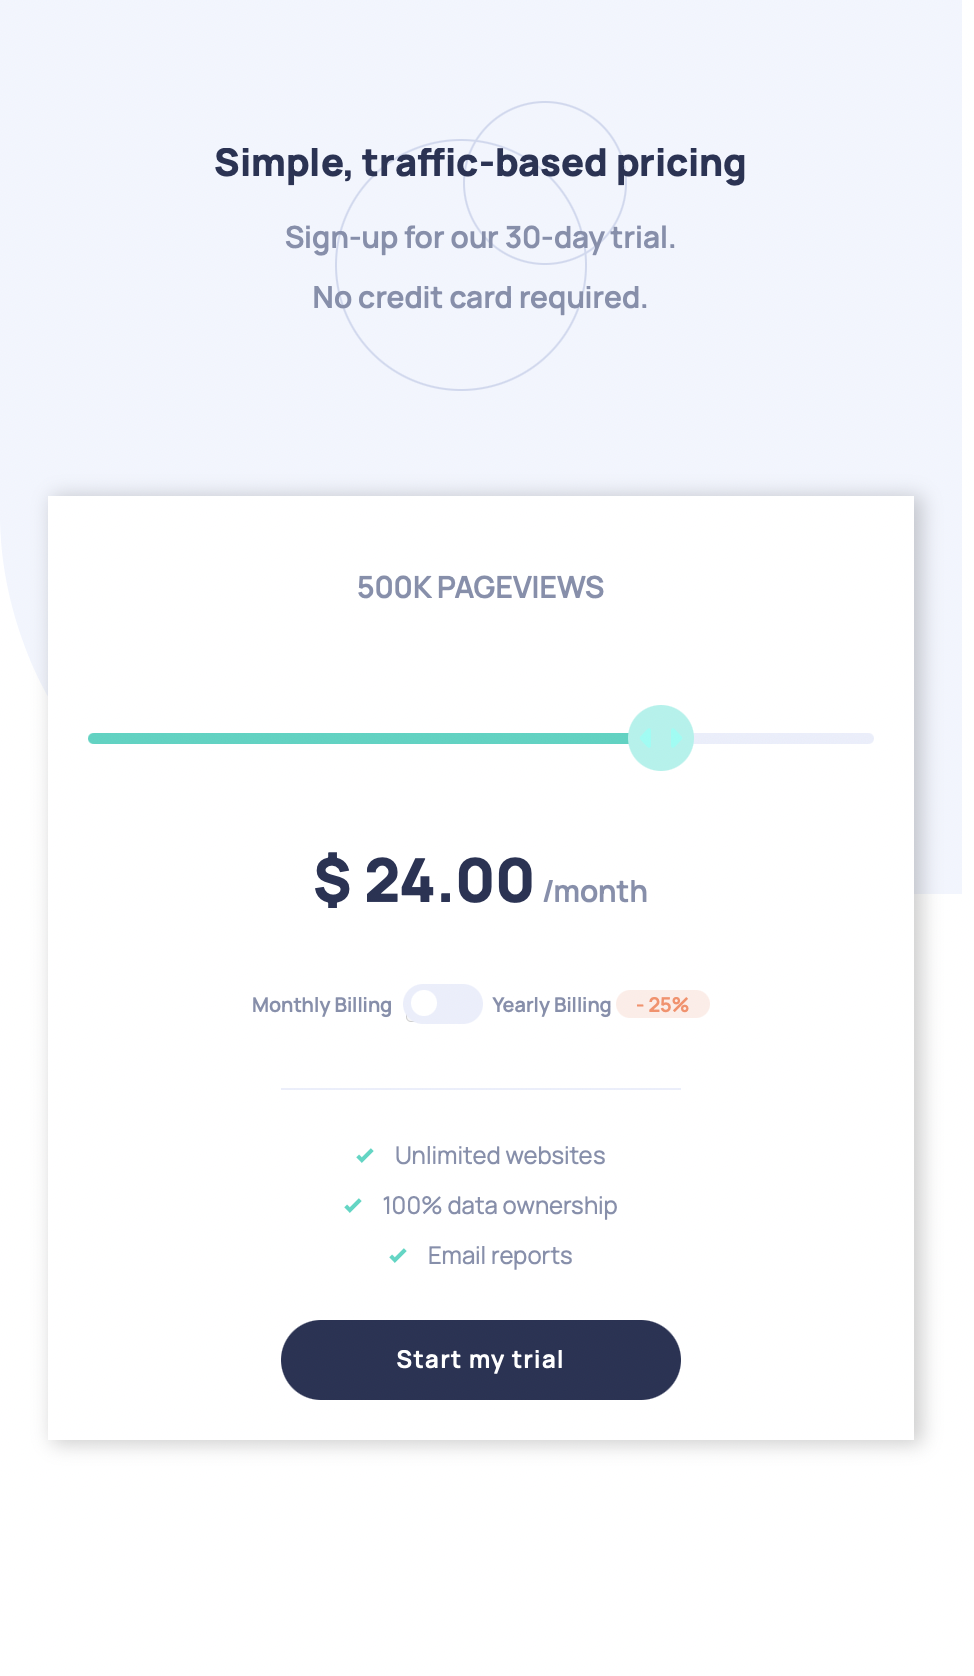 Simple, traffic-based pricing
Sign-up for our 30-day trial.
No credit card required.
500K PAGEVIEWS
$ 24.00 /month
Monthly Billing Yearly Billing - 25%
Unlimited websites
100% data ownership
Email reports
Start my trial